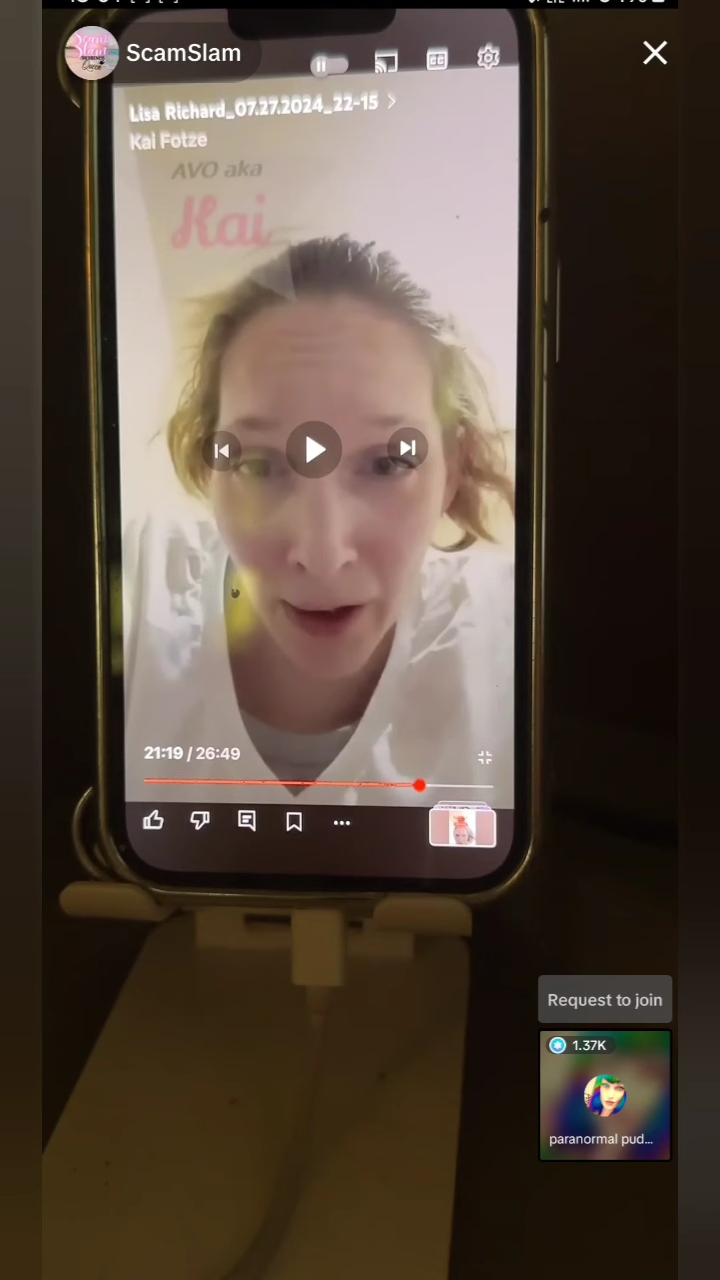 ScamSlam
CC
Lisa Richard_07.27.2024_22-15
Kai Fotze
AVO aka
Kai
21:19 / 26:49
Request to join
1.37K
paranormal pud...